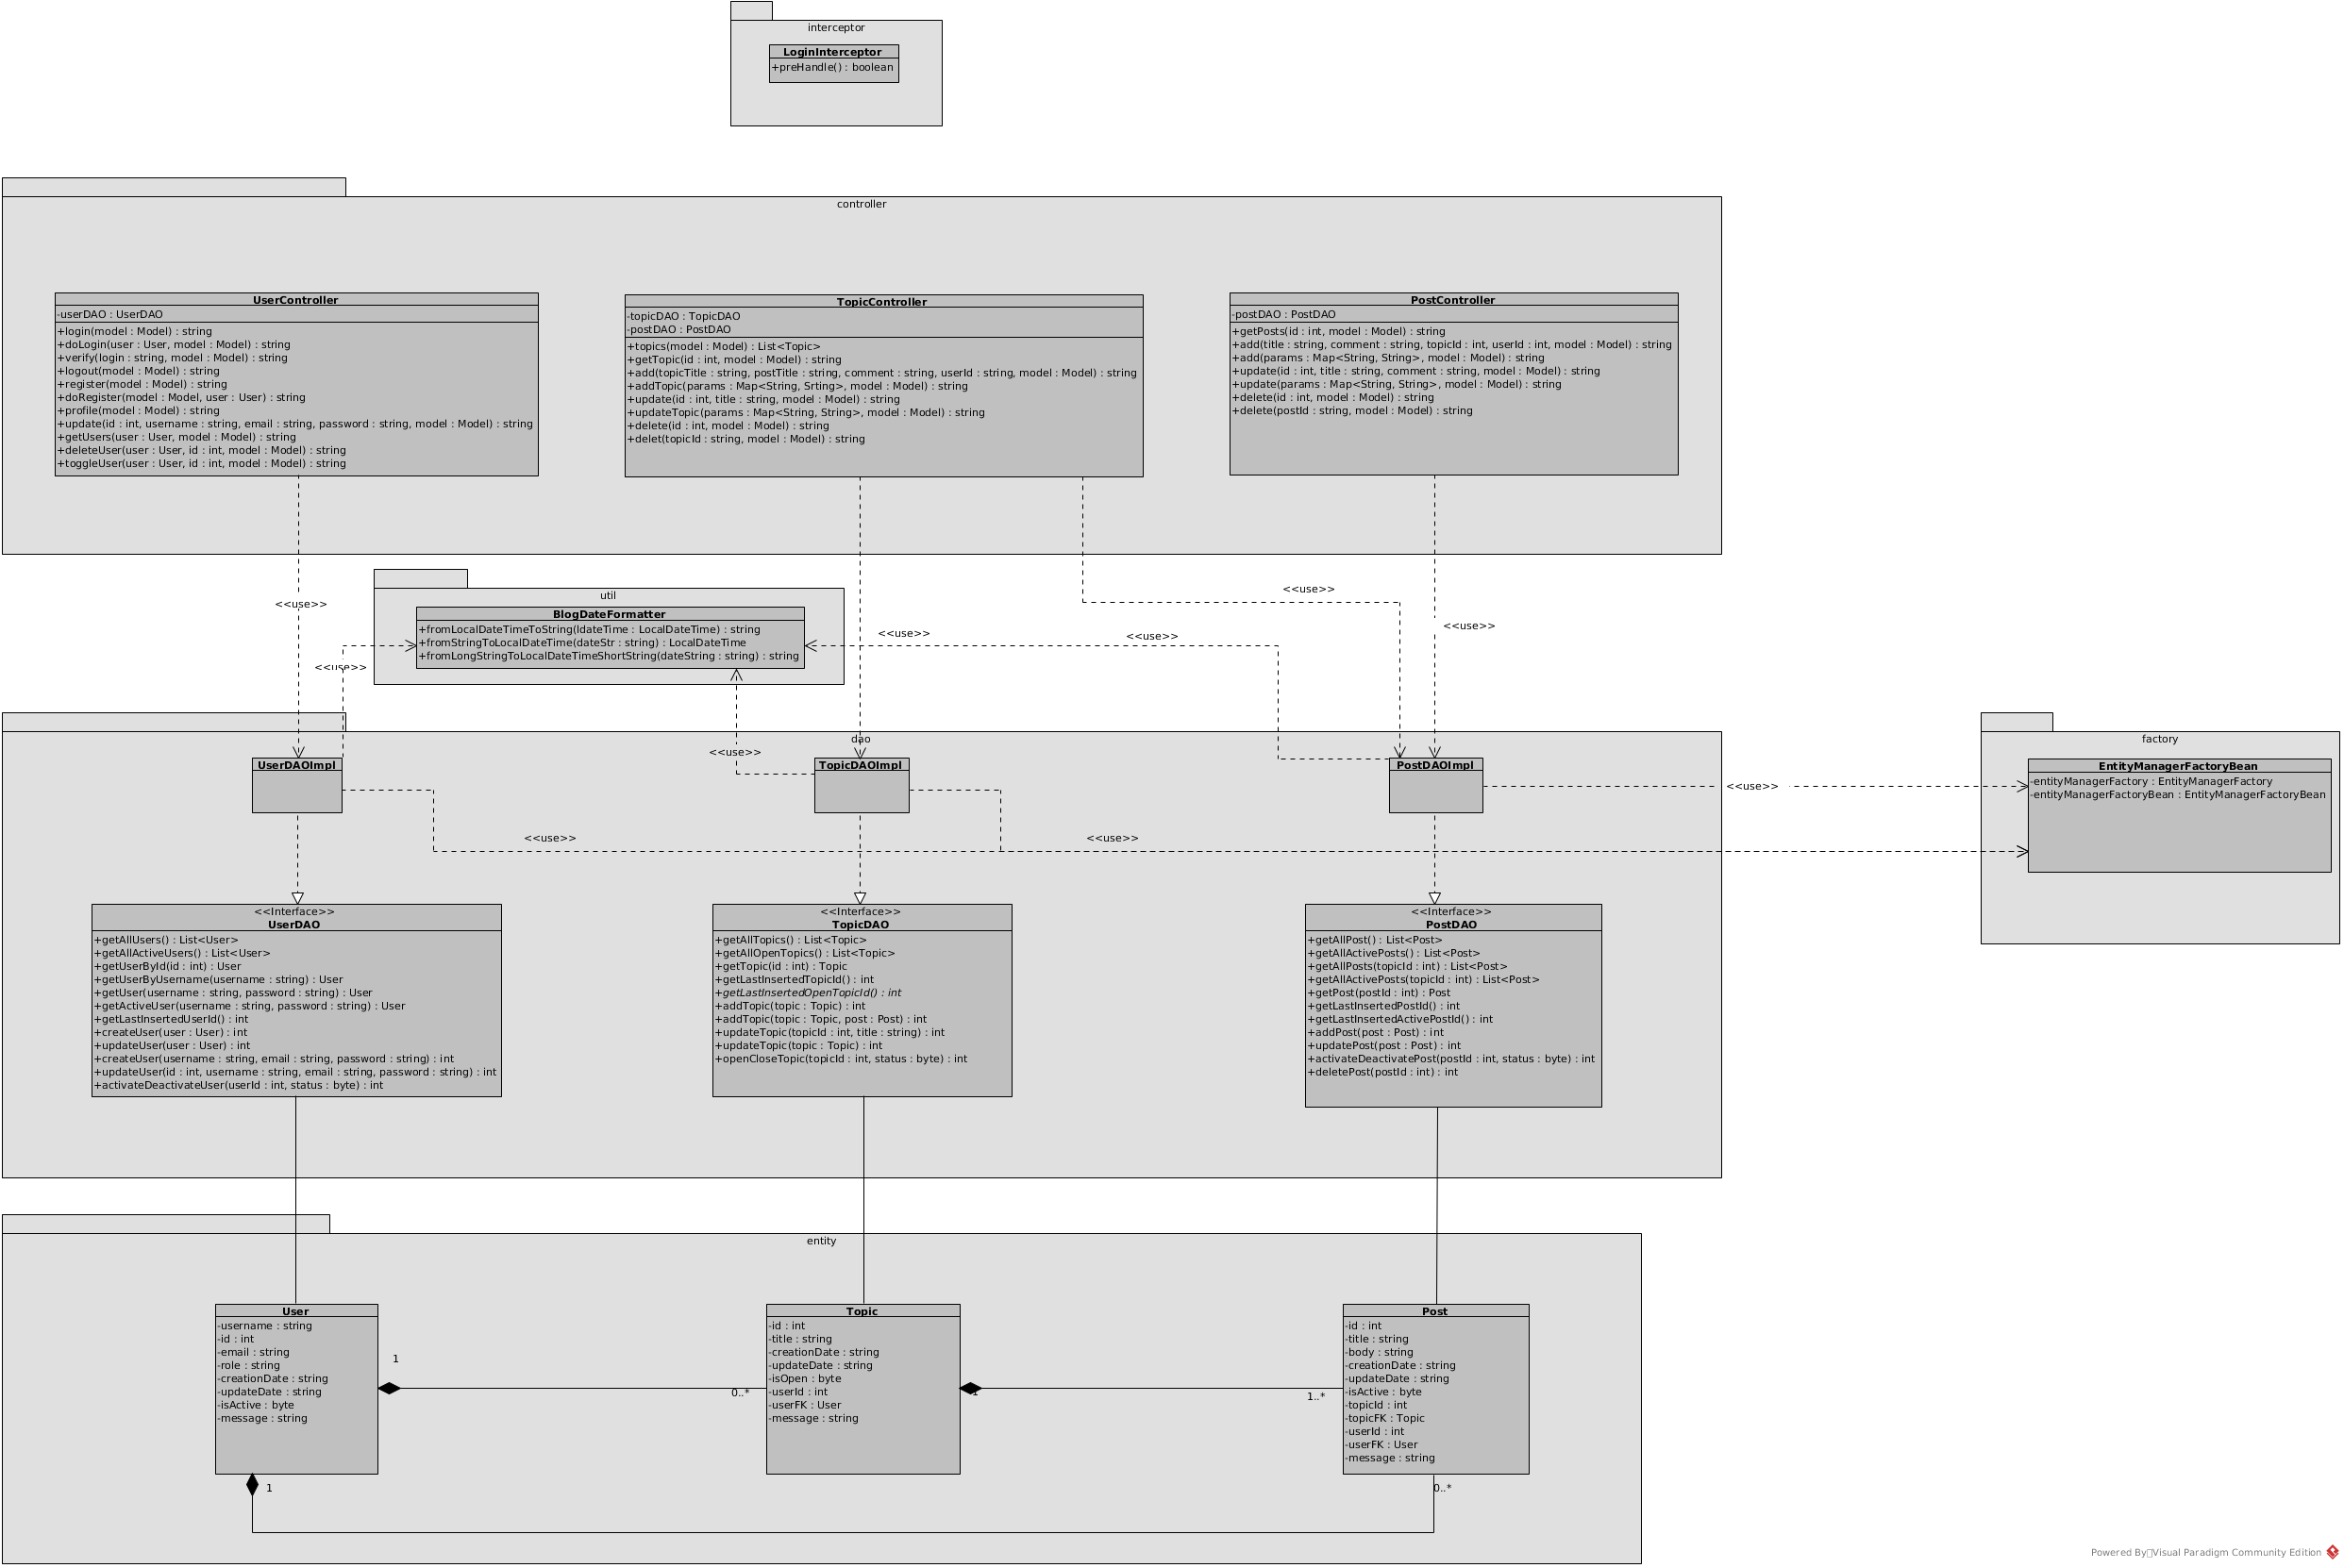 interceptor
LoginInterceptor
+preHandle() : boolean
controller
UserController
-userDAO : UserDAO
+login(model : Model) : string
+doLogin(user : User, model : Model) : string
+verify(login : string, model : Model) : string
+logout(model : Model) : string
+register(model : Model) : string
+doRegister(model : Model, user : User) : string
+profile(model : Model) : string
+update(id : int, username : string, email : string, password : string, model : Model) : string
+getUsers(user : User, model : Model) : string
+deleteUser(user : User, id : int, model : Model) : string
+toggleUser(user : User, id : int, model : Model) : string
TopicController
-topicDAO : TopicDAO
-postDAO : PostDAO
+topics(model : Model) : List<Topic>
+getTopic(id : int, model : Model) : string
+add(topicTitle : string, postTitle : string, comment : string, userId : string, model : Model) : string
+addTopic(params : Map<String, Srting>, model : Model) : string
+update(id : int, title : string, model : Model) : string
+updateTopic(params : Map<String, String>, model : Model) : string
+delete(id : int, model : Model) : string
+delet(topicId : string, model : Model) : string
PostController
-postDAO : PostDAO
+getPosts(id : int, model : Model) : string
+add(title : string, comment : string, topicId : int, userId : int, model : Model) : string
+add(params : Map<String, String>, model : Model) : string
+update(id : int, title : string, comment : string, model : Model) : string
+update(params : Map<String, String>, model : Model) : string
+delete(id : int, model : Model) : string
+delete(postId : string, model : Model) : string
<<use>>
util
BlogDateFormatter
+fromLocalDateTimeToString(ldateTime : LocalDateTime) : string
+fromStringToLocalDateTime(dateStr : string) : LocalDateTime
+fromLongStringToLocalDateTimeShortString(dateString : string) : string
<<use>>
<<use>>
<<use>>
<<use>>
<<use>>
dao
<<use>>
UserDAOImpl
TopicDAOImpl
PostDAOImpl
<<use>>
factory
EntityManagerFactoryBean
-entityManagerFactory : EntityManagerFactory
-entityManagerFactoryBean : EntityManagerFactoryBean
<<use>>
<<use>>
<<Interface>>
UserDAO
+getAllUsers() : List<User>
+getAllActiveUsers() : List<User>
+getUserById(id : int) : User
+getUserByUsername(username : string) : User
+getUser(username : string, password : string) : User
+getActiveUser(username : string, password : string) : User
+getLastInsertedUserId() : int
+createUser(user : User) : int
+updateUser(user : User) : int
+createUser(username : string, email : string, password : string) : int
+updateUser(id : int, username : string, email : string, password : string) : int
+activateDeactivateUser(userId : int, status : byte) : int
<<Interface>>
TopicDAO
+getAllTopics() : List<Topic>
+getAllOpenTopics() : List<Topic>
+getTopic(id : int) : Topic
+getLastInsertedTopicId() : int
+getLastInsertedOpenTopicId() : int
+addTopic(topic : Topic) : int
+addTopic(topic : Topic, post : Post) : int
+updateTopic(topicId : int, title : string) : int
+updateTopic(topic : Topic) : int
+openCloseTopic(topicId : int, status : byte) : int
<<Interface>>
PostDAO
+getAllPost() : List<Post>
+getAllActivePosts() : List<Post>
+getAllPosts(topicId : int) : List<Post>
+getAllActivePosts(topicId : int) : List<Post>
+getPost(postId : int) : Post
+getLastInsertedPostId() : int
+getLastInsertedActivePostId() : int
+addPost(post : Post) : int
+updatePost(post : Post) : int
+activateDeactivatePost(postId : int, status : byte) : int
+deletePost(postId : int) : int
entity
User
-username : string
-id : int
-email : string
-role : string
-creationDate : string
-updateDate : string
-isActive : byte
-message : string
1
0..*
Topic
-id : int
-title : string
-creationDate : string
-updateDate : string
-isOpen : byte
-userId : int
-userFK : User
-message : string
1
1..*
Post
-id : int
-title : string
-body : string
-creationDate : string
-updateDate : string
-isActive : byte
-topicId : int
-topicFK : Topic
-userId : int
-userFK : User
-message : string
1
0..*
Powered By Visual Paradigm Community Edition